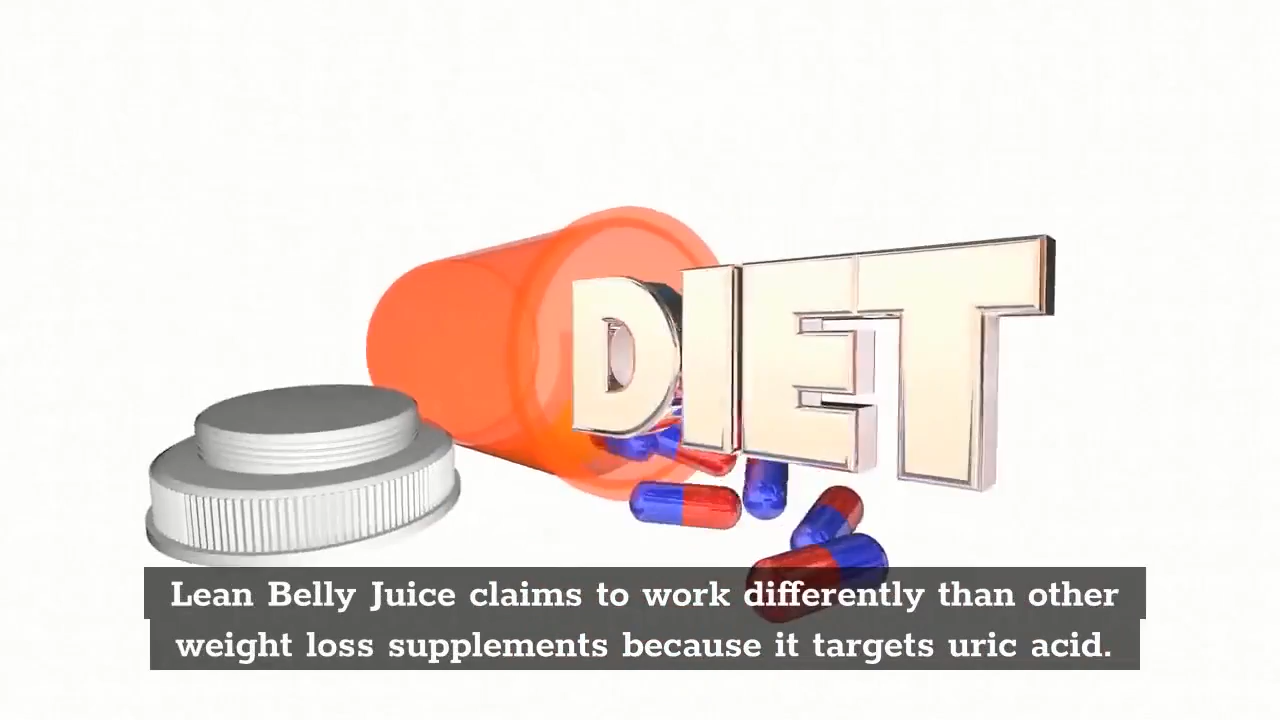 DIET
Lean Belly Juice claims to work differently than other
weight loss supplements because it targets uric acid.